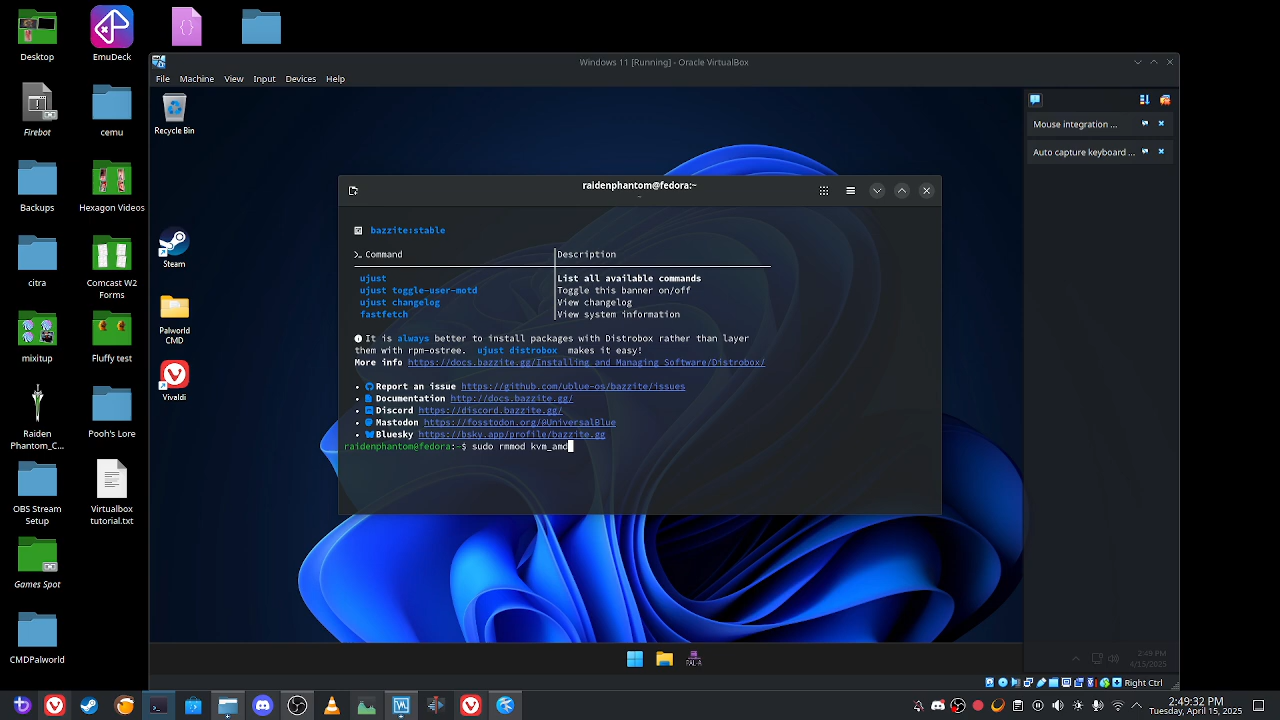 Desktop
EmuDeck
Firebot
cemu
Backups
Hexagon Videos
citra
Comcast W2
Forms
mixitup
Fluffy test
Raiden
Phantom_C...
Pooh's Lore
OBS Stream
Setup
Virtualbox
tutorial.txt
Games Spot
CMDPalworld
Windows 11 [Running] - Oracle VirtualBox
File Machine View Input Devices Help
Recycle Bin
Steam
Palworld
CMD
Vivaldi
Mouse integration ...
Auto capture keyboard ...
raidenphantom@fedora:~
~
bazzite:stable
Command Description
ujust List all available commands
ujust toggle-user-motd Toggle this banner on/off
ujust changelog View changelog
fastfetch View system information
It is always better to install packages with Distrobox rather than layer
them with rpm-ostree. ujust distrobox makes it easy!
More info https://docs.bazzite.gg/Installing_and_Managing_Software/Distrobox/
• Report an issue https://github.com/ublue-os/bazzite/issues
• Documentation http://docs.bazzite.gg/
• Discord https://discord.bazzite.gg/
• Mastodon https://fosstodon.org/@UniversalBlue
• Bluesky https://bsky.app/profile/bazzite.gg
raidenphantom@fedora:~$ sudo rmmod kvm_amd
PAL-A
2:49 PM
4/15/2025
Right Ctrl
2:49:32 PM
Tuesday, April 15, 2025